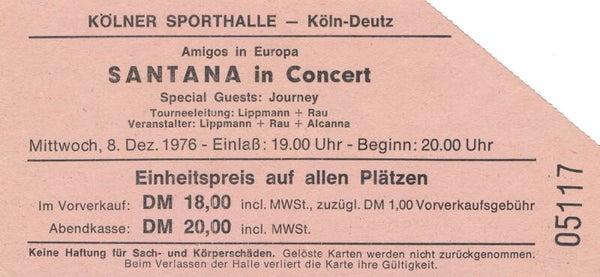 KÖLNER SPORTHALLE – Köln-Deutz
Amigos in Europa
SANTANA in Concert
Special Guests: Journey
Tourneeleitung: Lippmann + Rau
Veranstalter: Lippmann + Rau + Alcanna
Mittwoch, 8. Dez. 1976 - Einlaß: 19.00 Uhr - Beginn: 20.00 Uhr
Einheitspreis auf allen Plätzen
Im Vorverkauf: DM 18,00 incl. MWSt., zuzügl. DM 1,00 Vorverkaufsgebühr
Abendkasse: DM 20,00 incl. MWSt.
Keine Haftung für Sach- und Körperschäden. Gelöste Karten werden nicht zurückgenommen.
Beim Verlassen der Halle verliert die Karte ihre Gültigkeit.
05117